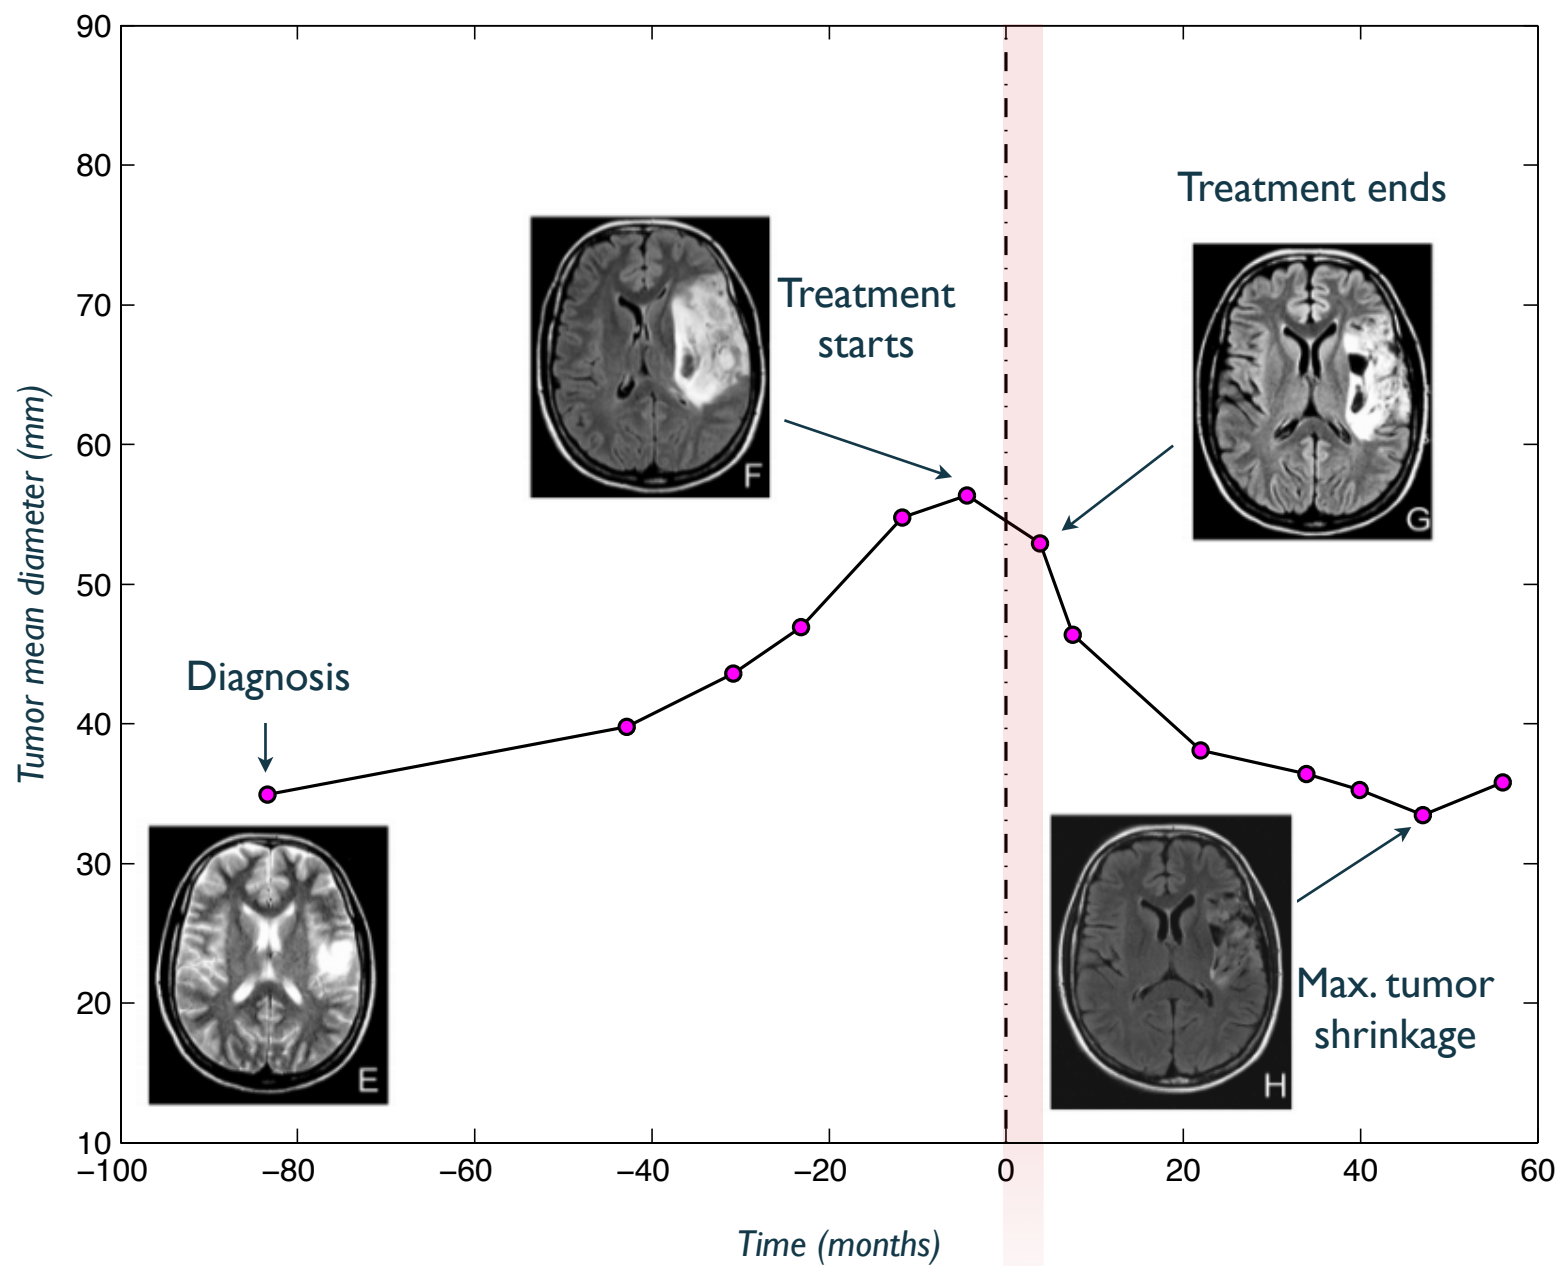 90
80
Treatment ends
Treatment
starts
70
60
F
G
50
Diagnosis
40
30
Max. tumor
shrinkage
E
H
20
10
−100
−80
−60
−40
−20
0
20
40
60
Tumor mean diameter (mm)
Time (months)